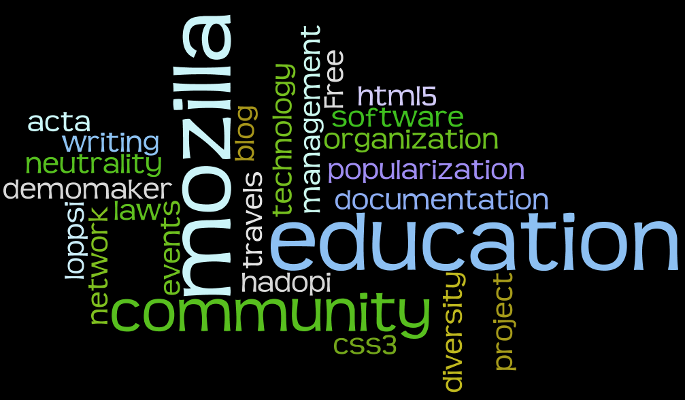 mozilla
education
community
acta
writing
neutrality
demomaker
law
loppsi
network
events
blog
travels
hadopi
technology
management
Free
html5
software
organization
popularization
documentation
css3
diversity
project